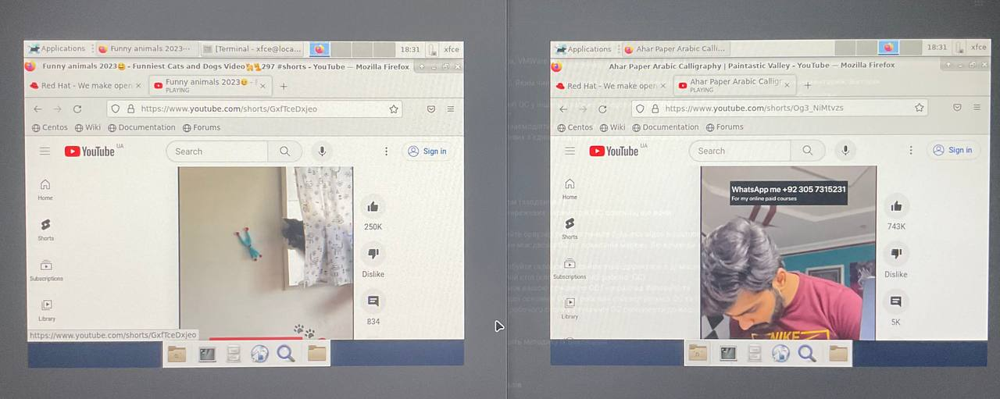 Applications
Funny animals 2023···
[Terminal - xfce@loca...
18:31
xfce
Funny animals 2023😆 - Funniest Cats and Dogs Video🐕🐈297 #shorts - YouTube — Mozilla Firefox
Red Hat - We make open
Funny animals 2023😆 - F
PLAYING
https://www.youtube.com/shorts/GxfTceDxjeo
Centos Wiki Documentation Forums
YouTube UA
Search
Sign in
Home
Shorts
Subscriptions
Library
250K
Dislike
834
https://www.youtube.com/shorts/GxfTceDxjeo
Applications
Ahar Paper Arabic Calli...
18:31
xfce
Ahar Paper Arabic Calligraphy | Paintastic Valley - YouTube — Mozilla Firefox
Red Hat - We make open
Ahar Paper Arabic Calligr
PLAYING
https://www.youtube.com/shorts/Og3_NiMtvzs
Centos Wiki Documentation Forums
YouTube UA
Search
Sign in
Home
Shorts
Subscriptions
Library
WhatsApp me +92 305 7315231
For my online paid courses
NIKE
743K
Dislike
5K